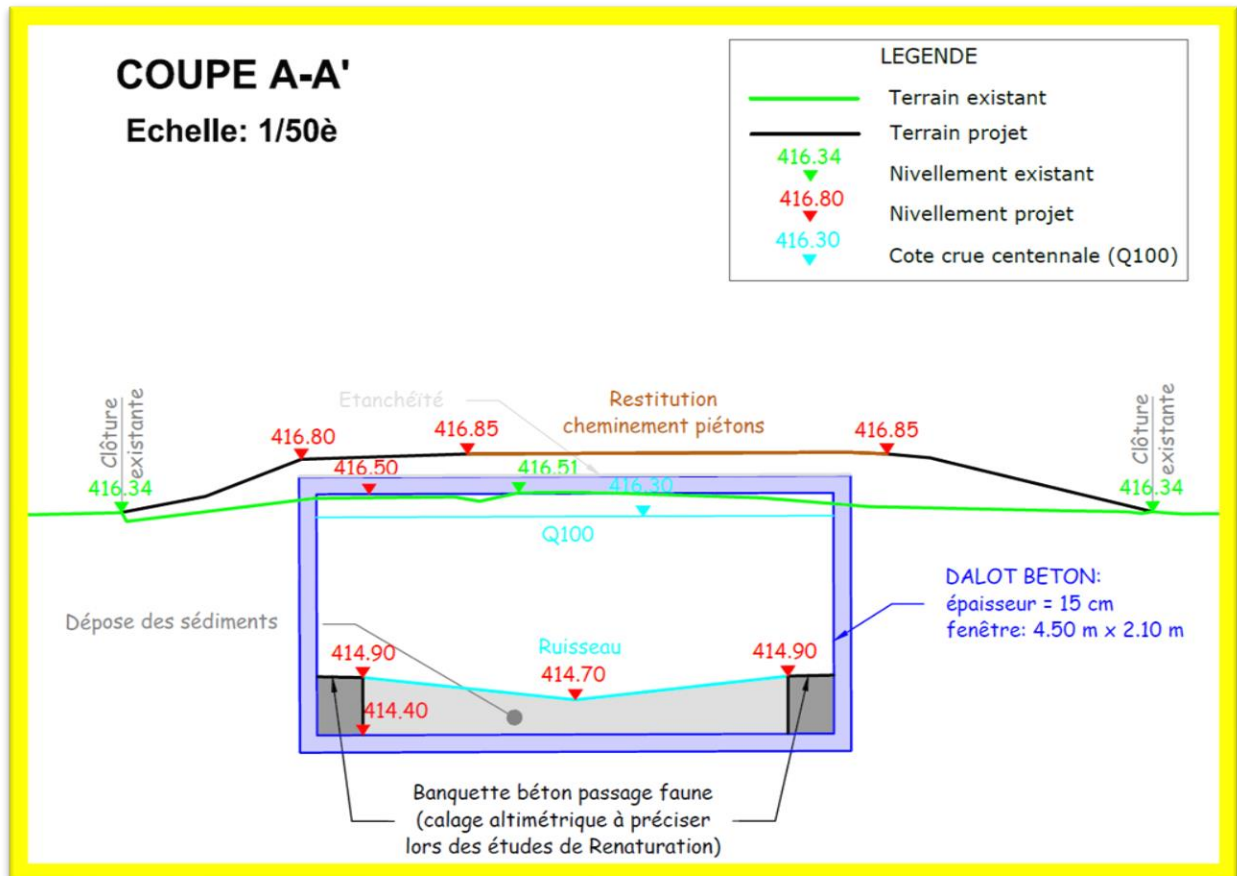 COUPE A-A'
Echelle: 1/50è
LEGENDE
Terrain existant
Terrain projet
416.34
Nivellement existant
416.80
Nivellement projet
416.30
Cote crue centennale (Q100)
Clôture
existante
Etanchéité
Restitution
cheminement piétons
Clôture
existante
416.80
416.85
416.85
416.34
416.50
416.51
416.30
416.34
Q100
DALOT BETON:
épaisseur = 15 cm
fenêtre: 4.50 m x 2.10 m
Dépose des sédiments
Ruisseau
414.90
414.70
414.90
414.40
Banquette béton passage faune
(calage altimétrique à préciser
lors des études de Renaturation)